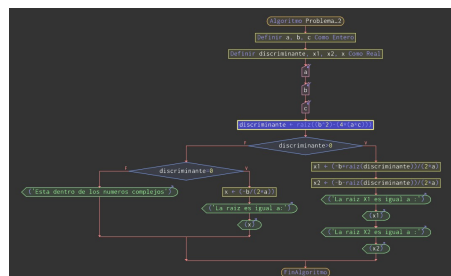 Algoritmo Problema_2
Definir a, b, c Como Entero
Definir discriminante, x1, x2, x Como Real
a
b
c
discriminante = raiz((b^2)-(4*(a*c)))
discriminante>0
F
V
discriminante=0
F
V
'Esta dentro de los numeros complejos'
x = (-b/(2*a))
'La raiz es igual a :'
x
x1 = (-b+raiz(discriminante))/(2*a)
x2 = (-b-raiz(discriminante))/(2*a)
'La raiz X1 es igual a :'
x1
'La raiz X2 es igual a :'
x2
FinAlgoritmo